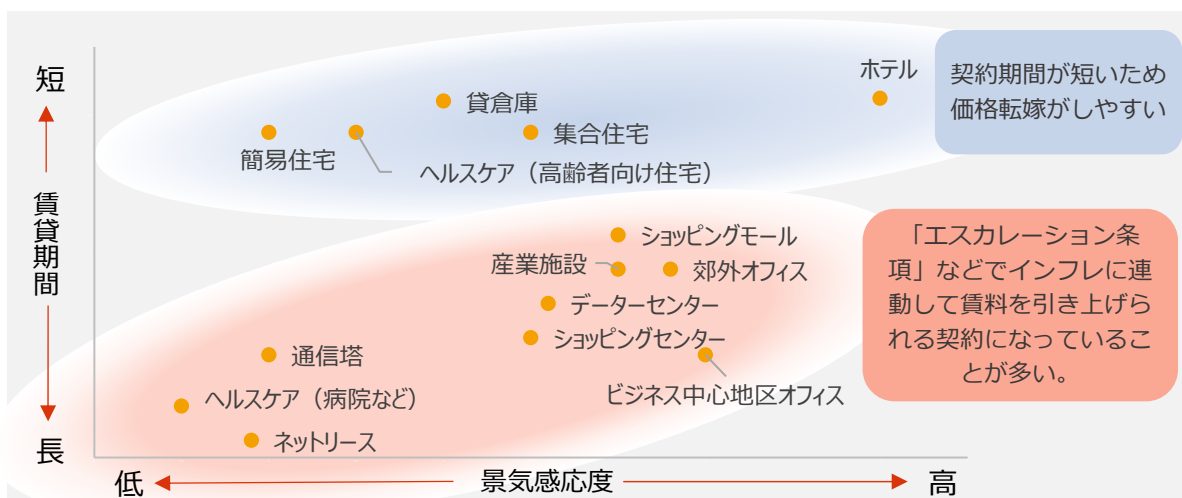 短
賃貸期間
長
ホテル
貸倉庫
集合住宅
簡易住宅
ヘルスケア（高齢者向け住宅）
契約期間が短いため
価格転嫁がしやすい
ショッピングモール
産業施設
郊外オフィス
データーセンター
ショッピングセンター
通信塔
ビジネス中心地区オフィス
ヘルスケア（病院など）
ネットリース
「エスカレーション条
項」などでインフレに連
動して賃料を引き上げら
れる契約になっているこ
とが多い。
低
景気感応度
高